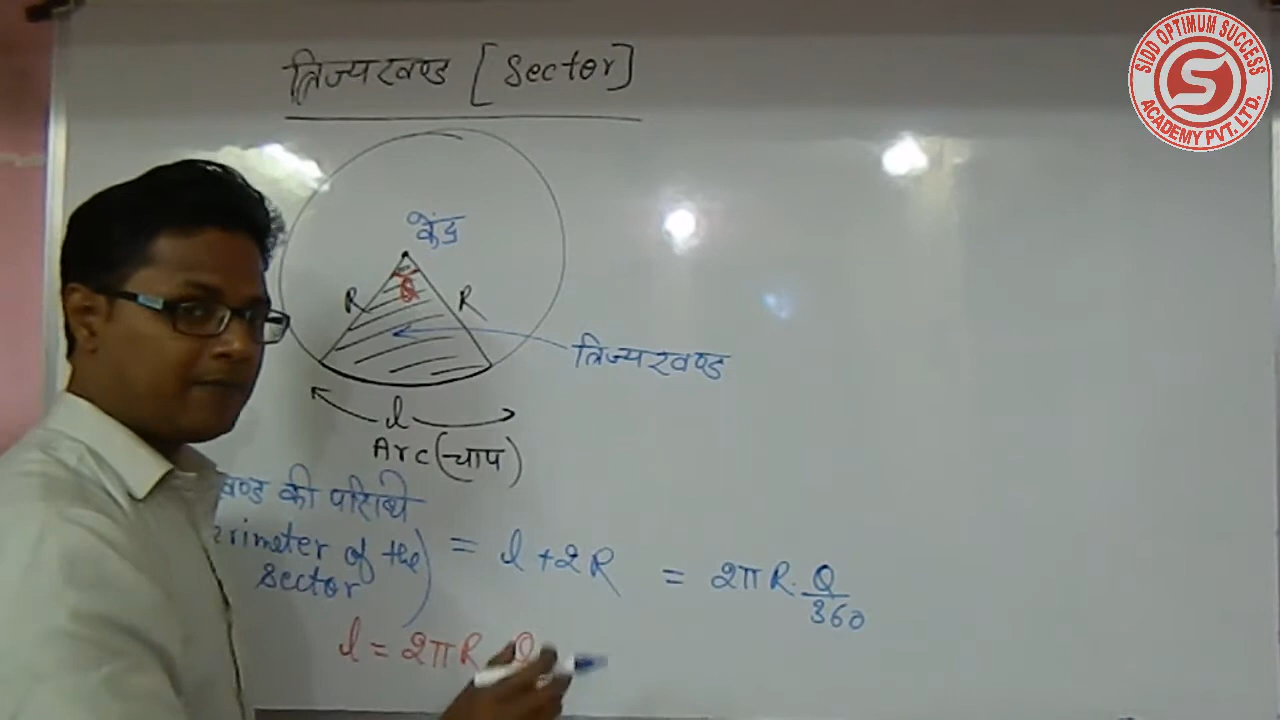 त्रिज्यखण्ड [Sector]
केंद्र
R
R
θ
त्रिज्यखण्ड
l
Arc(चाप)
खण्ड की परिधि
rimeter of the
sector) = l + 2R = 2πR. θ/360
l = 2πR θ
SIDD OPTIMUM SUCCESS
ACADEMY PVT. LTD.
S